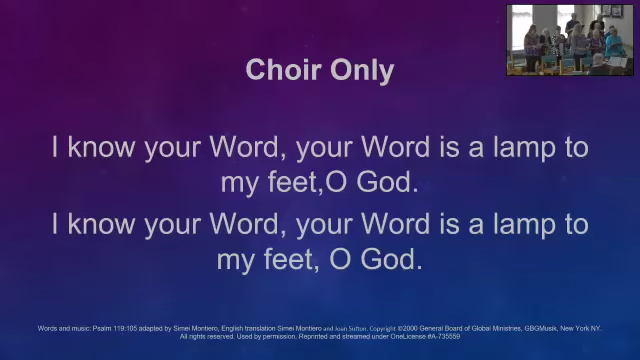 Choir Only
I know your Word, your Word is a lamp to
my feet,O God.
I know your Word, your Word is a lamp to
my feet, O God.
Words and music: Psalm 119:105 adapted by Simei Montiero, English translation Simei Montiero and Joan Sutton. Copyright ©2000 General Board of Global Ministries, GBGMusik, New York NY.
All rights reserved. Used by permission. Reprinted and streamed under OneLicense #A-735559